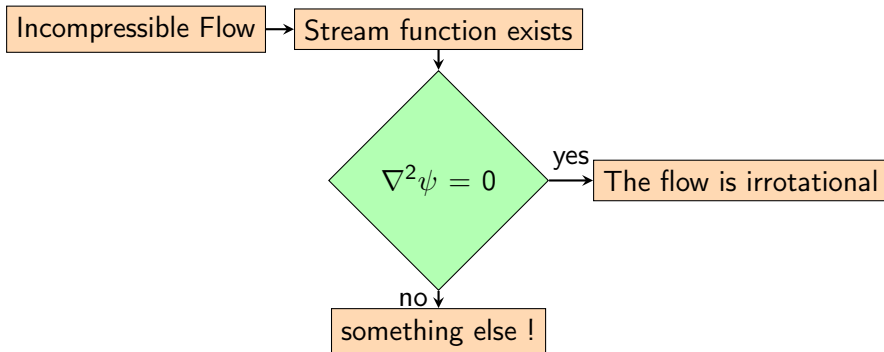 Incompressible Flow
Stream function exists
∇²ψ = 0
yes
The flow is irrotational
no
something else !